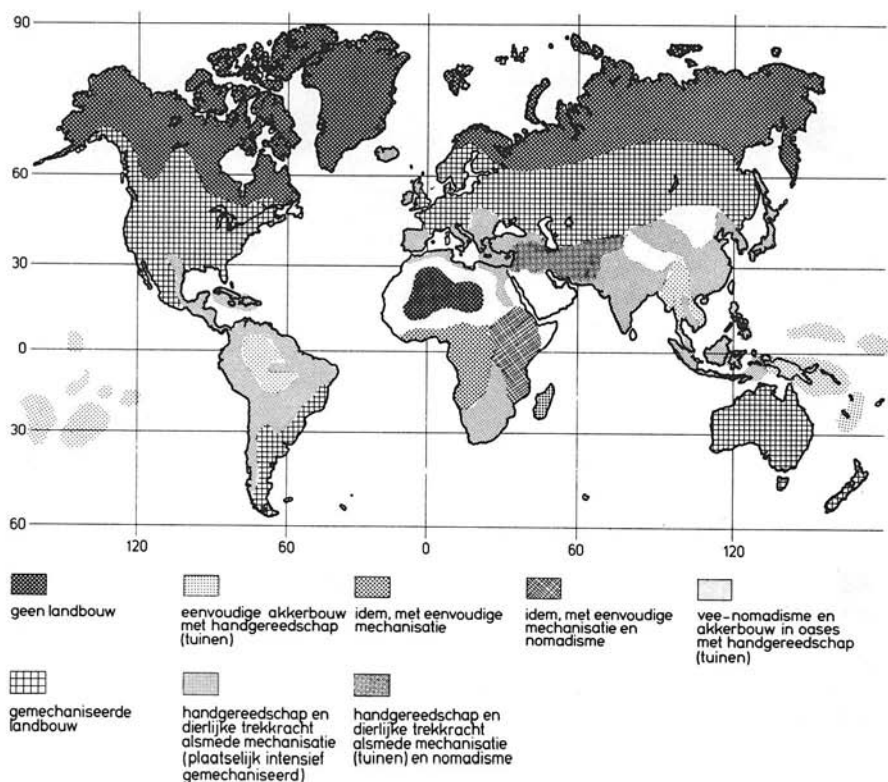 90
60
30
0
30
60
120
60
0
60
120
geen landbouw
eenvoudige akkerbouw
met handgereedschap
(tuinen)
idem, met eenvoudige
mechanisatie
idem, met eenvoudige
mechanisatie en
nomadisme
vee-nomadisme en
akkerbouw in oases
met handgereedschap
(tuinen)
gemechaniseerde
landbouw
handgereedschap en
dierlijke trekkracht
alsmede mechanisatie
(plaatselijk intensief
gemechaniseerd)
handgereedschap en
dierlijke trekkracht
alsmede mechanisatie
(tuinen) en nomadisme